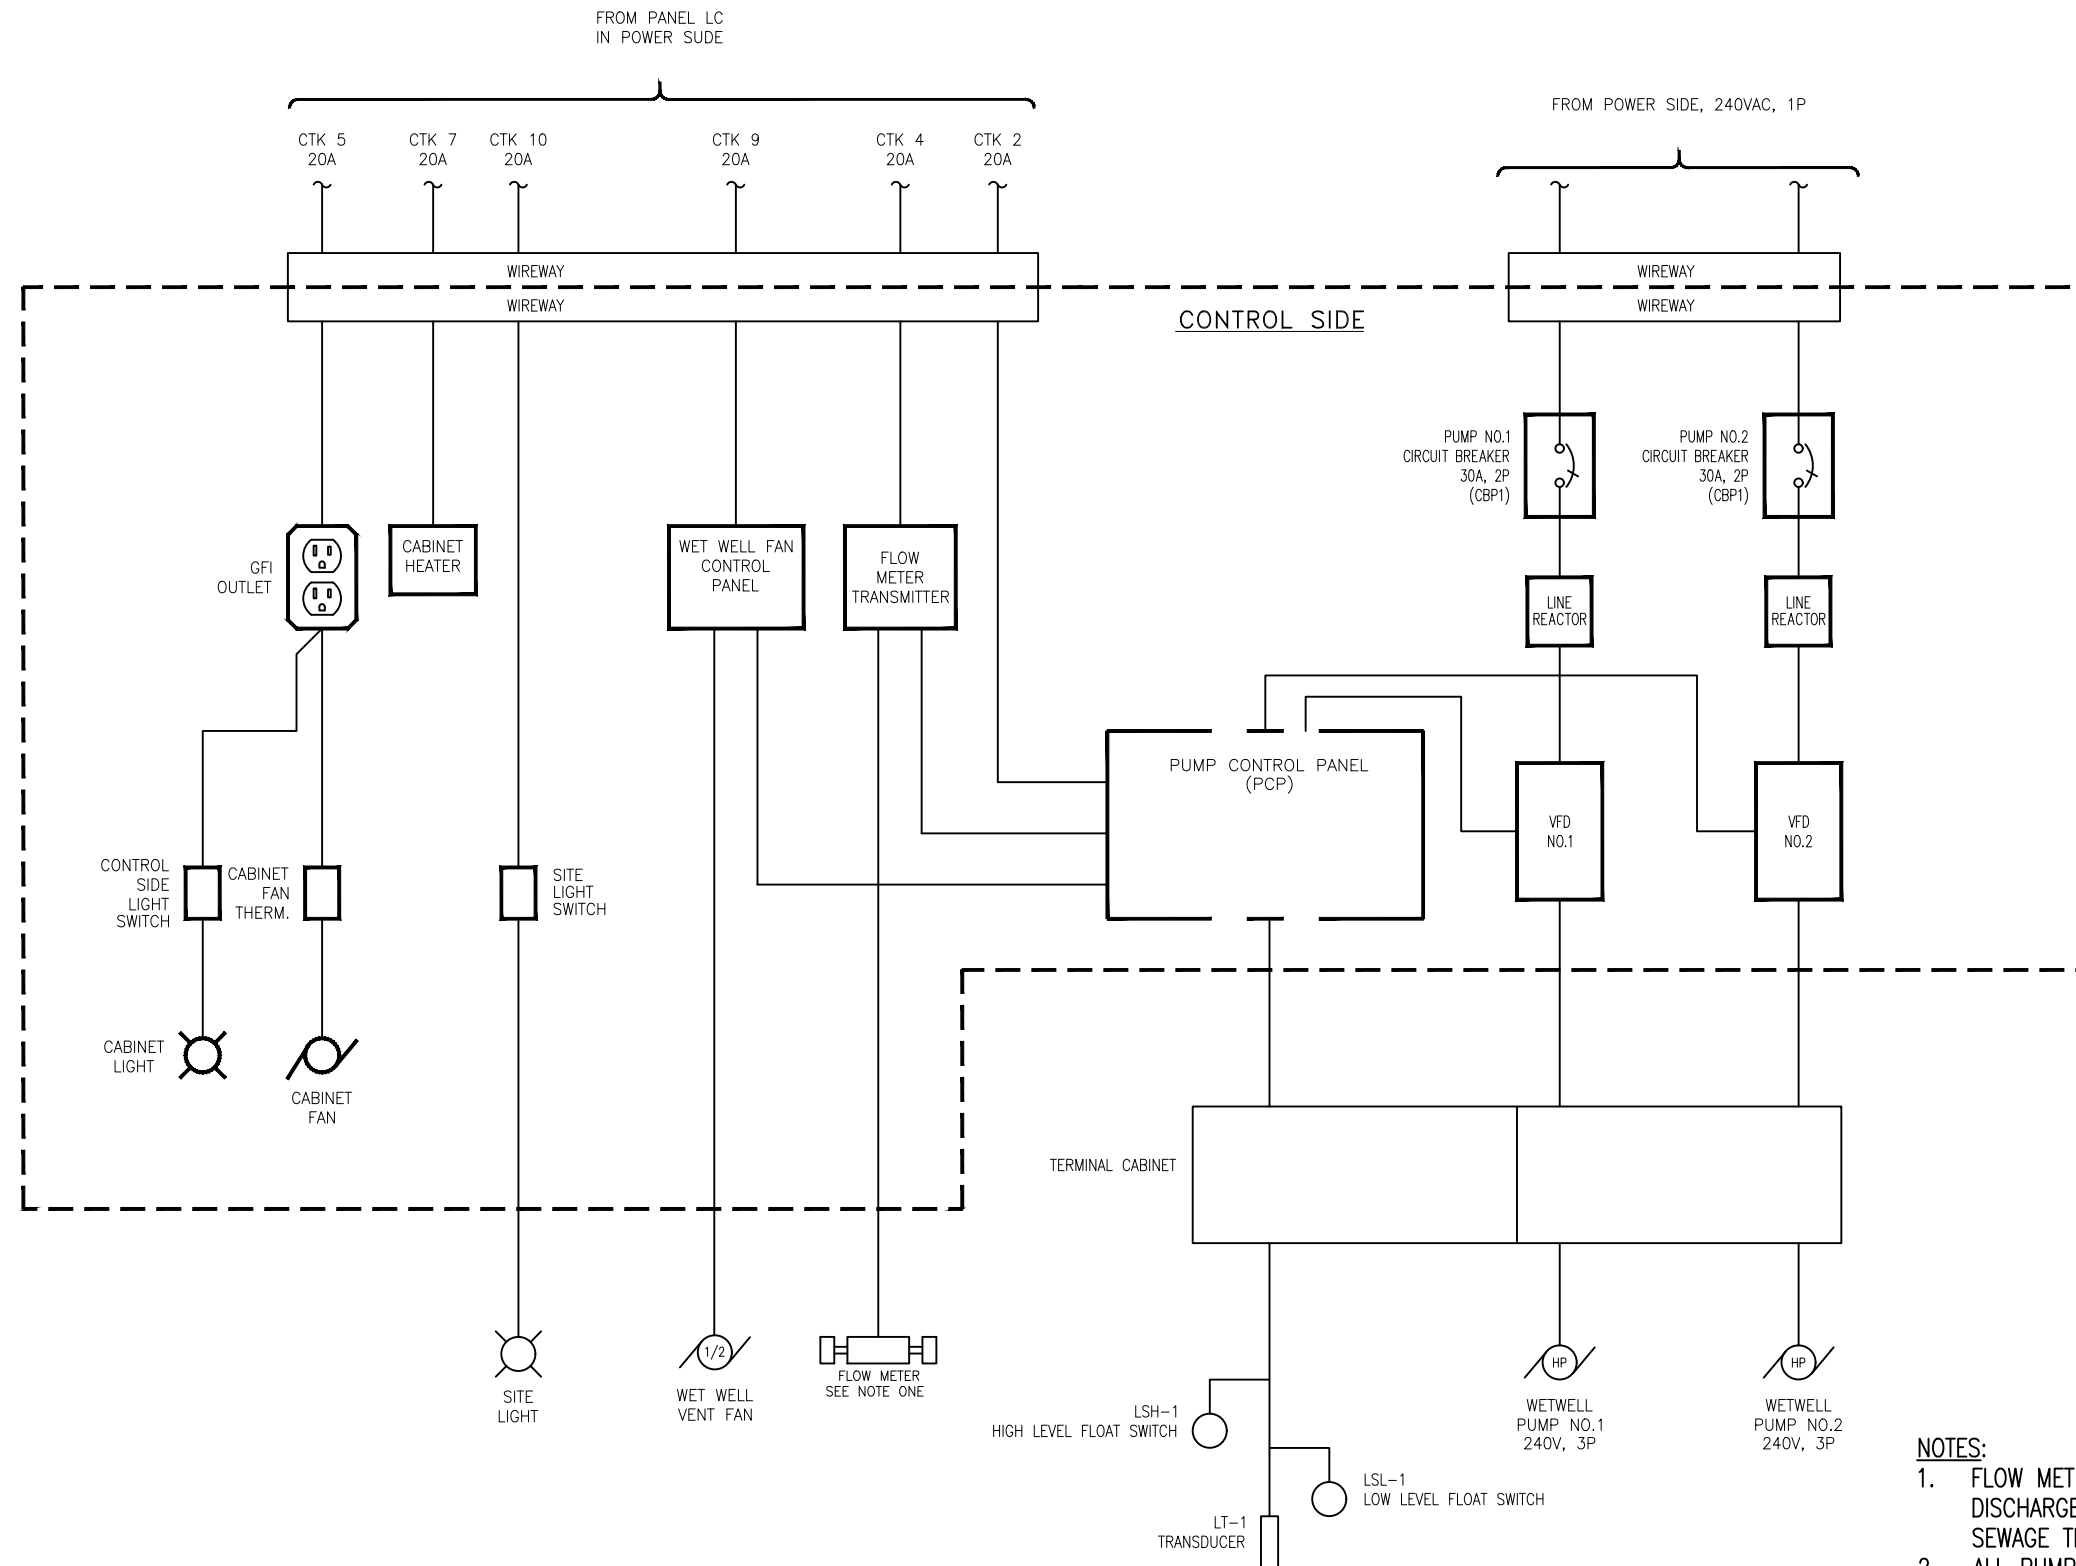 FROM PANEL LC
IN POWER SUDE
FROM POWER SIDE, 240VAC, 1P
CTK 5
20A
CTK 7
20A
CTK 10
20A
CTK 9
20A
CTK 4
20A
CTK 2
20A
WIREWAY
WIREWAY
WIREWAY
WIREWAY
CONTROL SIDE
PUMP NO.1
CIRCUIT BREAKER
30A, 2P
(CBP1)
PUMP NO.2
CIRCUIT BREAKER
30A, 2P
(CBP1)
GFI
OUTLET
CABINET
HEATER
WET WELL FAN
CONTROL
PANEL
FLOW
METER
TRANSMITTER
LINE
REACTOR
LINE
REACTOR
PUMP CONTROL PANEL
(PCP)
VFD
NO.1
VFD
NO.2
CONTROL
SIDE
LIGHT
SWITCH
CABINET
FAN
THERM.
SITE
LIGHT
SWITCH
CABINET
LIGHT
CABINET
FAN
TERMINAL CABINET
1/2
HP
HP
SITE
LIGHT
WET WELL
VENT FAN
FLOW METER
SEE NOTE ONE
WETWELL
PUMP NO.1
240V, 3P
WETWELL
PUMP NO.2
240V, 3P
LSH-1
HIGH LEVEL FLOAT SWITCH
LSL-1
LOW LEVEL FLOAT SWITCH
LT-1
TRANSDUCER
NOTES:
1. FLOW MET
DISCHARGE
SEWAGE T